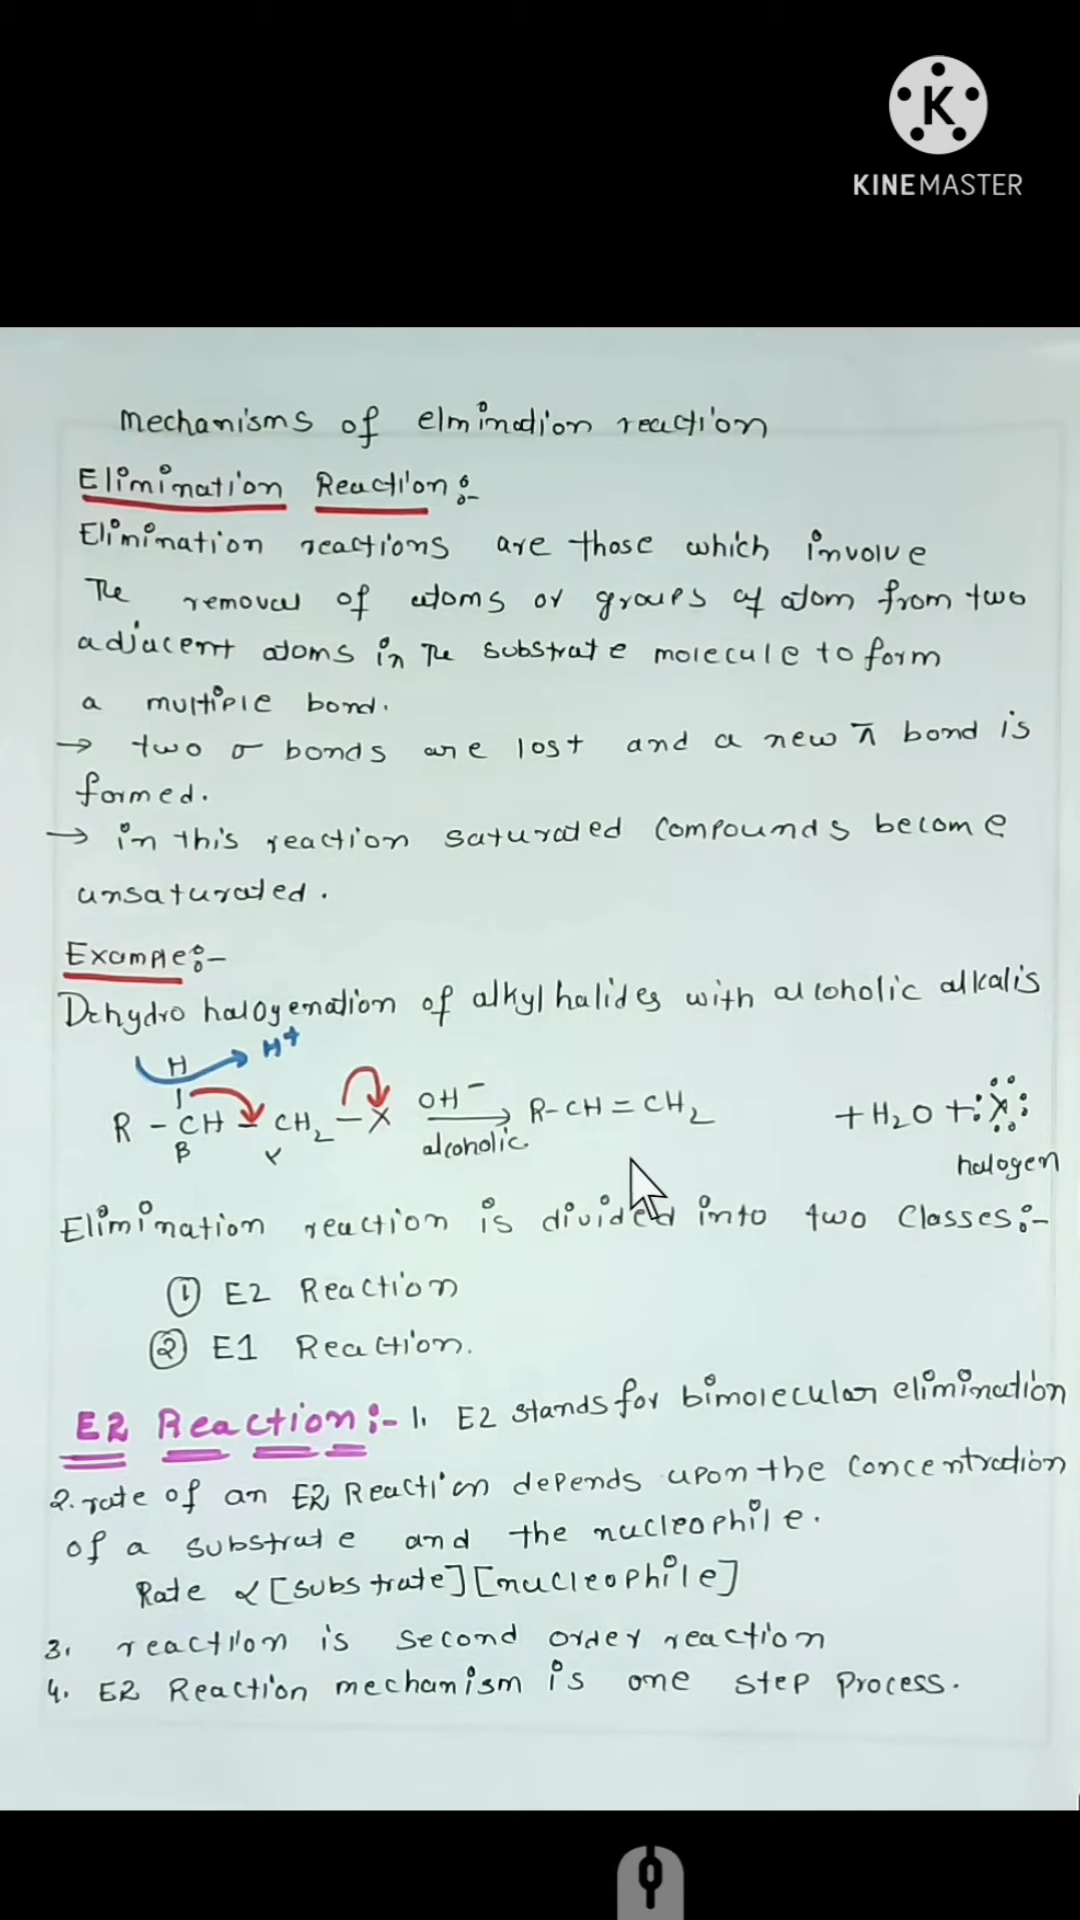 K
KINEMASTER
Mechanisms of elmination reaction
Elimination Reaction :-
Elimination reactions are those which involve
The removal of atoms or groups of atom from two
adjacent atoms in The substrate molecule to form
a multiple bond.
→ two σ bonds are lost and a new π bond is
formed.
→ in this reaction saturated compounds become
unsaturated.
Example :-
Dehydro halogenation of alkyl halides with alcoholic alkalis
H H+
R - CH - CH2 - X OH- alcoholic → R-CH=CH2 + H2O + :X:
β α halogen
Elimination reaction is divided into two classes :-
① E2 Reaction
② E1 Reaction.
E2 Reaction :- 1. E2 stands for bimolecular elimination
2. rate of an E2 Reaction depends upon the concentration
of a substrate and the nucleophile.
Rate ∝ [substrate][nucleophile]
3. reaction is second order reaction
4. E2 Reaction mechanism is one step process.